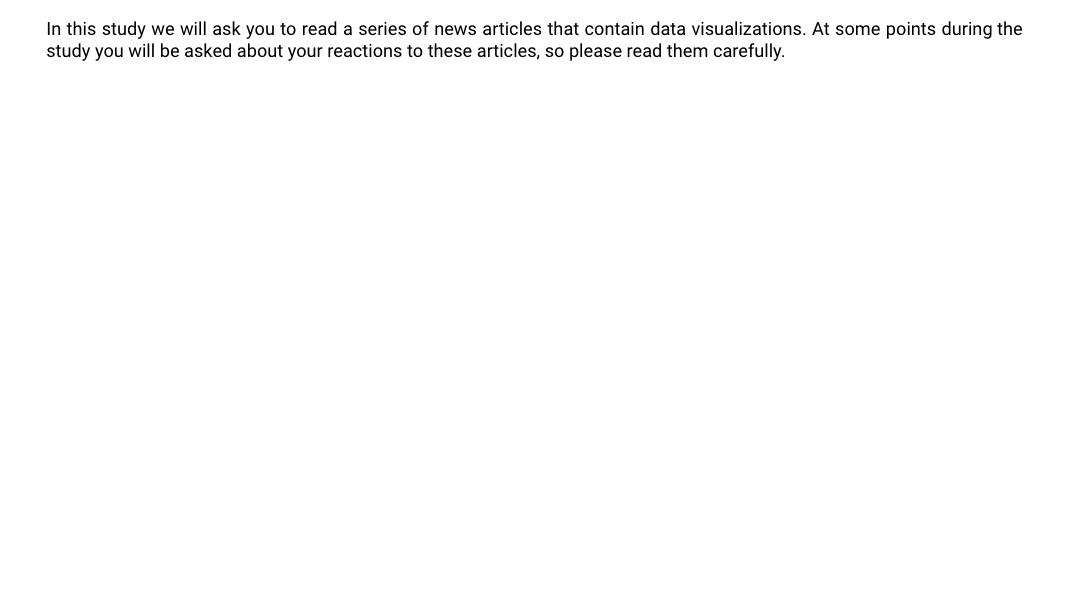 In this study we will ask you to read a series of news articles that contain data visualizations. At some points during the
study you will be asked about your reactions to these articles, so please read them carefully.